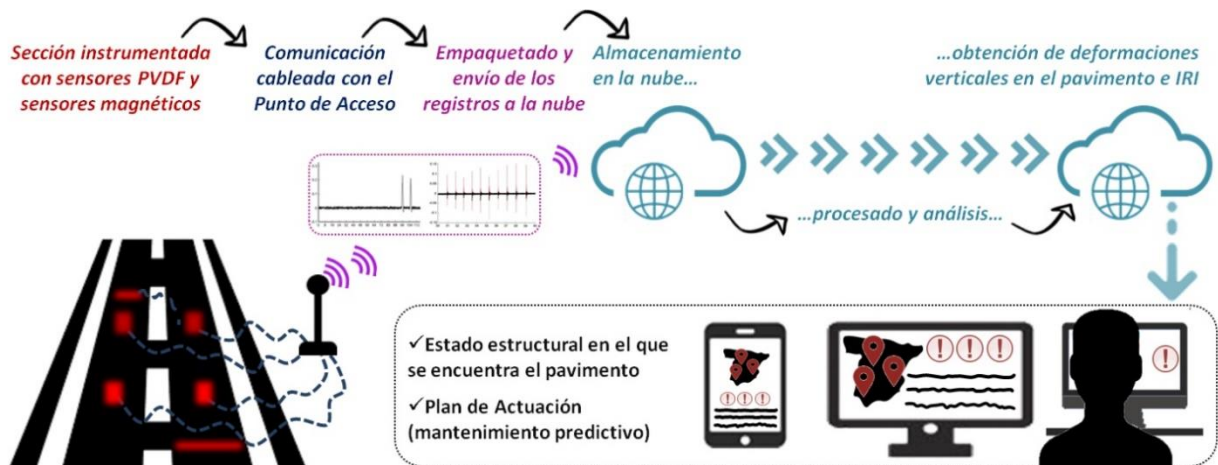 Sección instrumentada
con sensores PVDF y
sensores magnéticos
Comunicación
cableada con el
Punto de Acceso
Empaquetado y
envío de los
registros a la nube
Almacenamiento
en la nube...
...obtención de deformaciones
verticales en el pavimento e IRI
...procesado y análisis...
✓Estado estructural en el que
se encuentra el pavimento
✓Plan de Actuación
(mantenimiento predictivo)